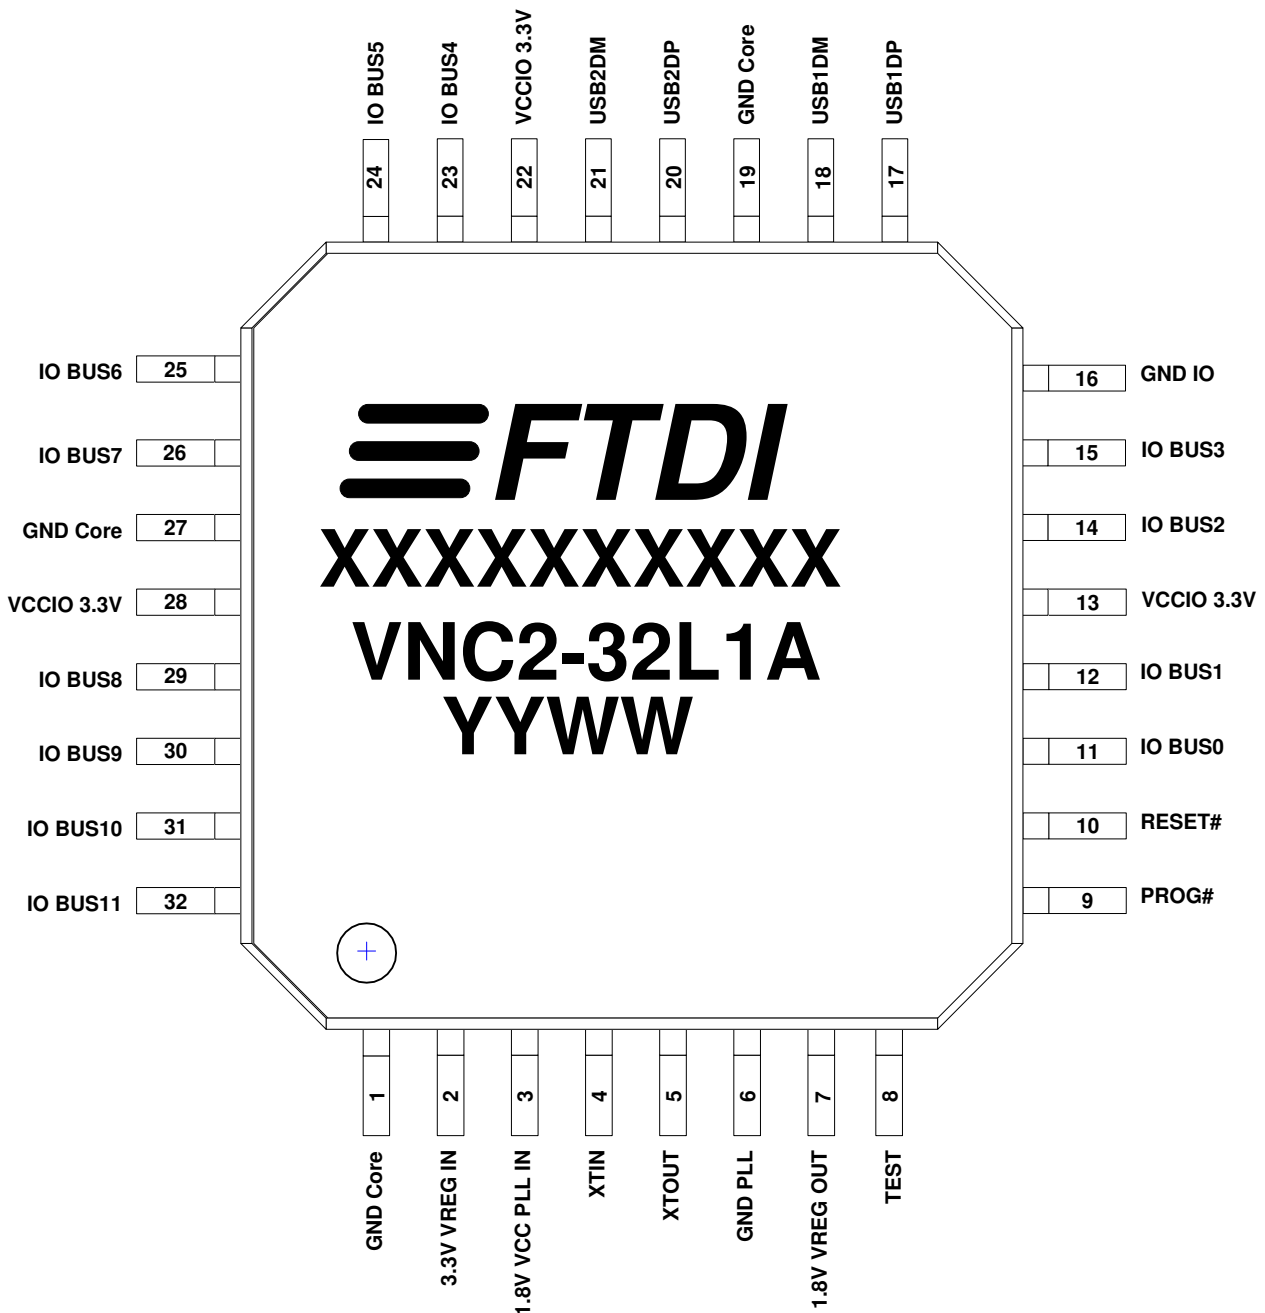 IO BUS5
IO BUS4
VCCIO 3.3V
USB2DM
USB2DP
GND Core
USB1DM
USB1DP
24
23
22
21
20
19
18
17
IO BUS6 25
IO BUS7 26
GND Core 27
VCCIO 3.3V 28
IO BUS8 29
IO BUS9 30
IO BUS10 31
IO BUS11 32
FTDI
XXXXXXXXXX
VNC2-32L1A
YYWW
16 GND IO
15 IO BUS3
14 IO BUS2
13 VCCIO 3.3V
12 IO BUS1
11 IO BUS0
10 RESET#
9 PROG#
1
2
3
4
5
6
7
8
GND Core
3.3V VREG IN
1.8V VCC PLL IN
XTIN
XTOUT
GND PLL
1.8V VREG OUT
TEST